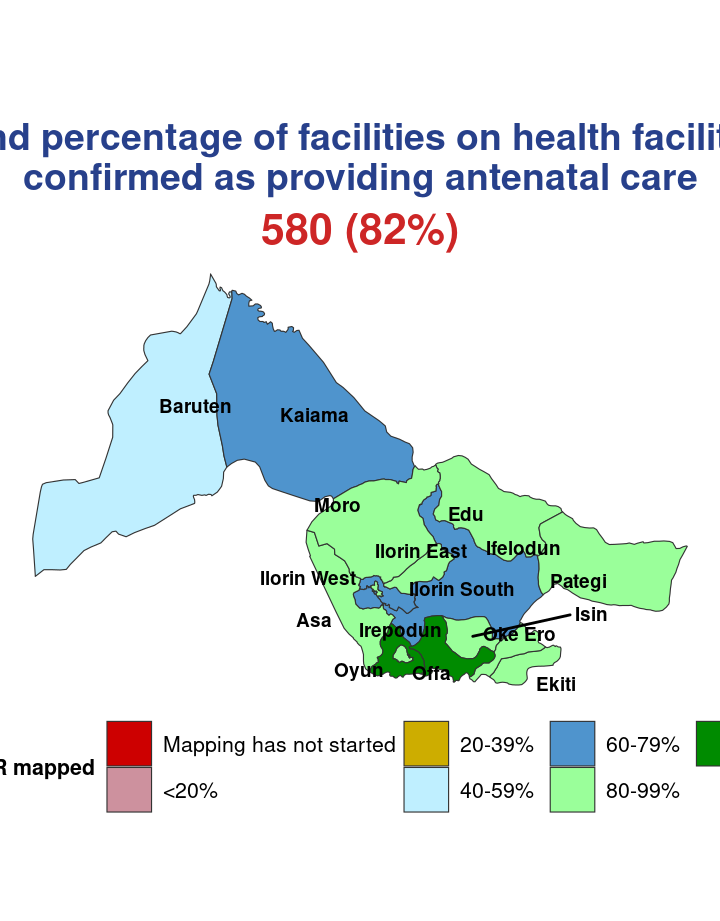 nd percentage of facilities on health facilit
confirmed as providing antenatal care
580 (82%)
Baruten
Kaiama
Moro
Edu
Ilorin East
Ifelodun
Ilorin West
Ilorin South
Pategi
Isin
Asa
Irepodun
Oke Ero
Oyun
Offa
Ekiti
R mapped
Mapping has not started
20-39%
60-79%
<20%
40-59%
80-99%